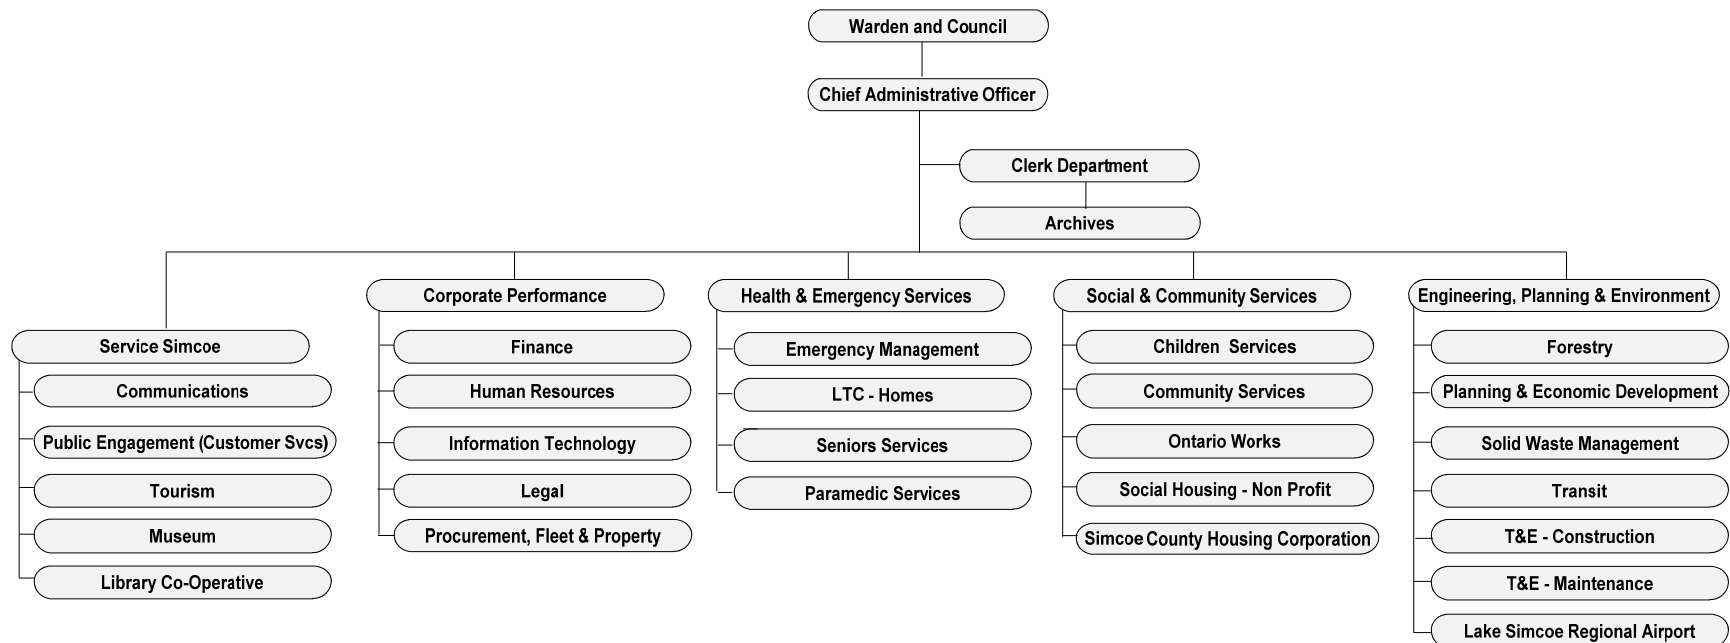 Warden and Council
Chief Administrative Officer
Clerk Department
Archives
Service Simcoe
Communications
Public Engagement (Customer Svcs)
Tourism
Museum
Library Co-Operative
Corporate Performance
Finance
Human Resources
Information Technology
Legal
Procurement, Fleet & Property
Health & Emergency Services
Emergency Management
LTC - Homes
Seniors Services
Paramedic Services
Social & Community Services
Children Services
Community Services
Ontario Works
Social Housing - Non Profit
Simcoe County Housing Corporation
Engineering, Planning & Environment
Forestry
Planning & Economic Development
Solid Waste Management
Transit
T&E - Construction
T&E - Maintenance
Lake Simcoe Regional Airport